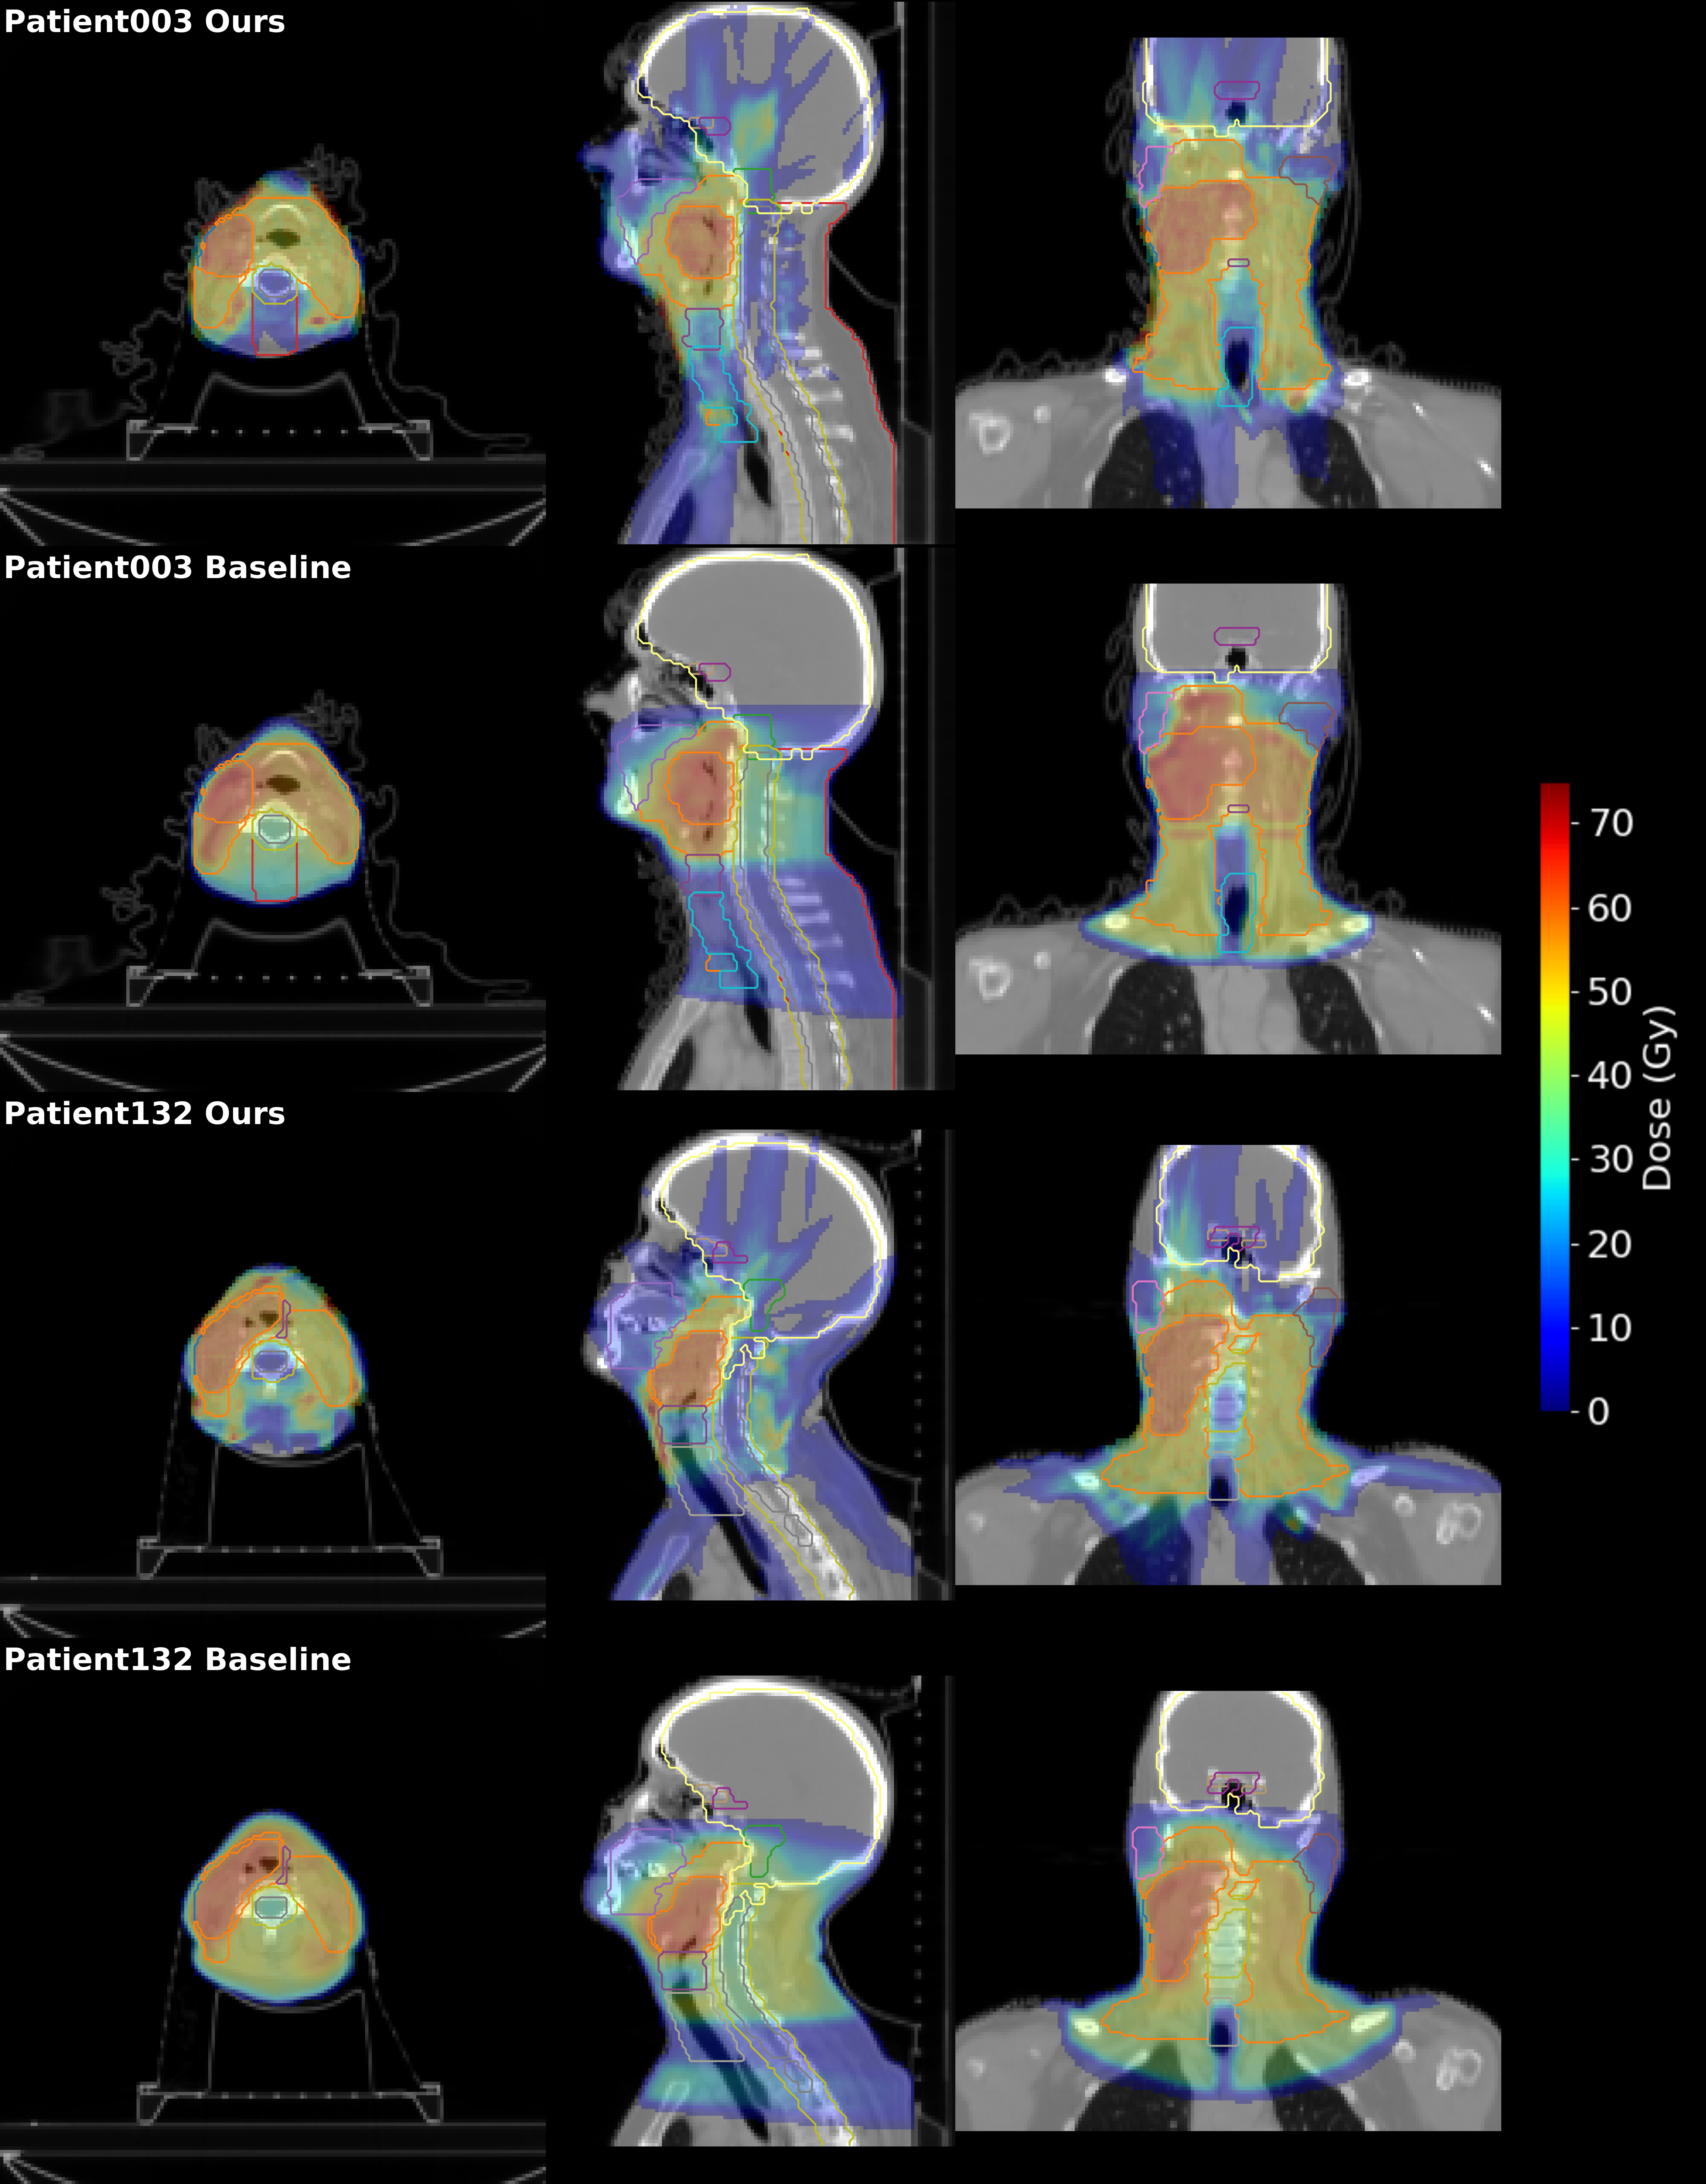 Patient003 Ours
Patient003 Baseline
70
60
50
40
30
20
10
0
Dose (Gy)
Patient132 Ours
Patient132 Baseline